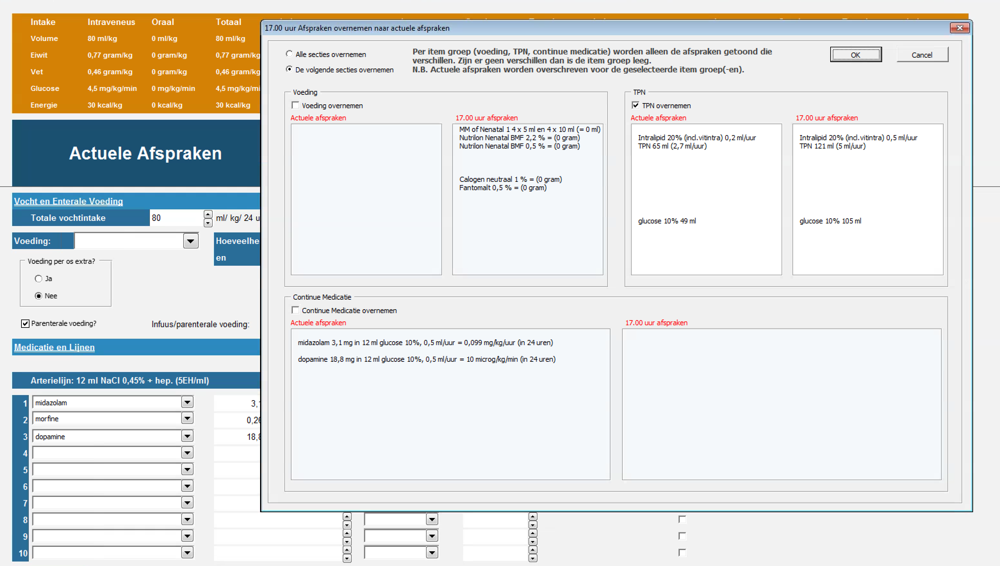 Intake Intraveneus Oraal Totaal
Volume 80 ml/kg 0 ml/kg 80 ml/kg
Eiwit 0,77 gram/kg 0 gram/kg 0,77 gram/kg
Vet 0,46 gram/kg 0 gram/kg 0,46 gram/kg
Glucose 4,5 mg/kg/min 0 mg/kg/min 4,5 mg/kg/mi
Energie 30 kcal/kg 0 kcal/kg 30 kcal/kg
Actuele Afspraken
Vocht en Enterale Voeding
Totale vochtintake 80 ml/ kg/ 24 u
Voeding: Hoeveelhe
en
Voeding per os extra?
Ja
Nee
Parenterale voeding? Infuus/parenterale voeding:
Medicatie en Lijnen
Arterielijn: 12 ml NaCl 0,45% + hep. (5EH/ml)
1 midazolam 3,1
2 morfine 0,26
3 dopamine 18,8
4
5
6
7
8
9
10
17.00 uur Afspraken overnemen naar actuele afspraken
Alle secties overnemen
De volgende secties overnemen
Per item groep (voeding, TPN, continue medicatie) worden alleen de afspraken getoond die
verschillen. Zijn er geen verschillen dan is de item groep leeg.
N.B. Actuele afspraken worden overschreven voor de geselecteerde item groep(-en).
OK
Cancel
Voeding
Voeding overnemen
Actuele afspraken
17.00 uur afspraken
MM of Nenatal 1 4 x 5 ml en 4 x 10 ml (= 0 ml)
Nutrilon Nenatal BMF 2,2 % = (0 gram)
Nutrilon Nenatal BMF 0,5 % = (0 gram)
Calogen neutraal 1 % = (0 gram)
Fantomalt 0,5 % = (0 gram)
TPN
TPN overnemen
Actuele afspraken
Intralipid 20% (incl.vitintra) 0,2 ml/uur
TPN 65 ml (2,7 ml/uur)
glucose 10% 49 ml
17.00 uur afspraken
Intralipid 20% (incl.vitintra) 0,5 ml/uur
TPN 121 ml (5 ml/uur)
glucose 10% 105 ml
Continue Medicatie
Continue Medicatie overnemen
Actuele afspraken
midazolam 3,1 mg in 12 ml glucose 10%, 0,5 ml/uur = 0,099 mg/kg/uur (in 24 uren)
dopamine 18,8 mg in 12 ml glucose 10%, 0,5 ml/uur = 10 microg/kg/min (in 24 uren)
17.00 uur afspraken